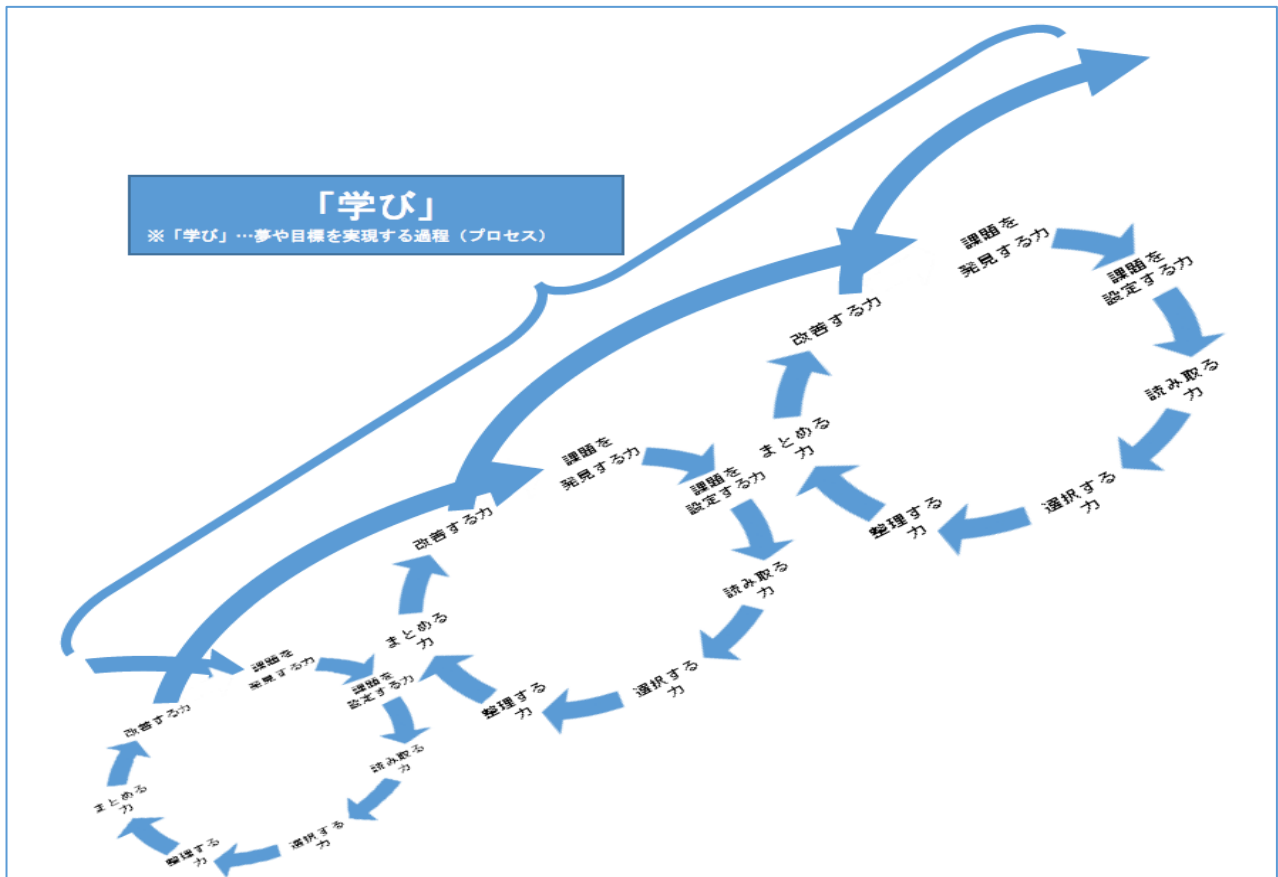 「学び」
※「学び」…夢や目標を実現する過程（プロセス）
課題を
発見する力
課題を
設定する力
読み取る
力
選択する
力
整理する
力
まとめる
力
改善する力
課題を
発見する力
課題を
設定する力
読み取る
力
選択する
力
整理する
力
まとめる
力
改善する力
課題を
発見する力
課題を
設定する力
読み取る
力
選択する
力
整理する
力
まとめる
力
改善する力